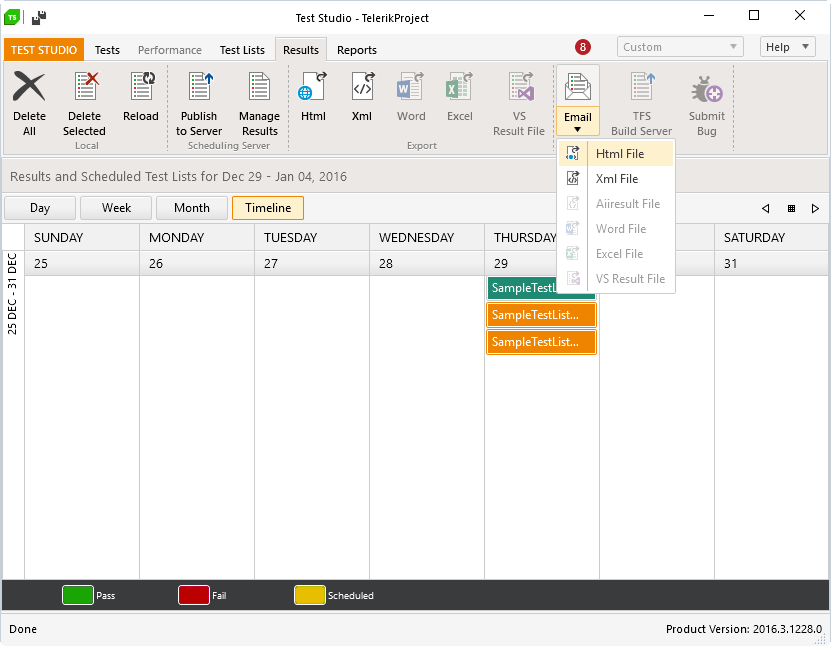 TS
Test Studio - TelerikProject
TEST STUDIO
Tests
Performance
Test Lists
Results
Reports
8
Custom
Help
Delete All
Delete Selected
Reload
Local
Publish to Server
Manage Results
Scheduling Server
Html
Xml
Word
Excel
VS Result File
Export
Email
TFS Build Server
Submit Bug
Html File
Xml File
Aiiresult File
Word File
Excel File
VS Result File
Results and Scheduled Test Lists for Dec 29 - Jan 04, 2016
Day
Week
Month
Timeline
SUNDAY
MONDAY
TUESDAY
WEDNESDAY
THURSDAY
SATURDAY
25
26
27
28
29
31
25 DEC - 31 DEC
SampleTestL
SampleTestList...
SampleTestList...
Pass
Fail
Scheduled
Done
Product Version: 2016.3.1228.0